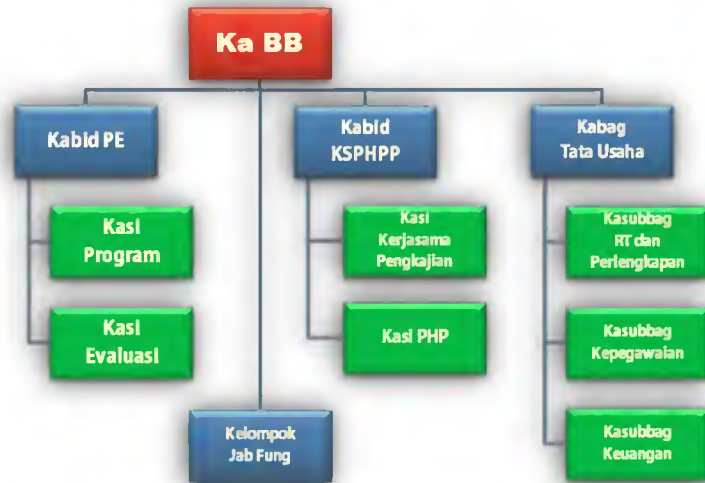 Ka BB
Kabid PE
Kabid
KSPHPP
Kabag
Tata Usaha
Kasi
Program
Kasi
Kerjasama
Pengkajian
Kasubbag
RT dan
Perlengkapan
Kasi
Evaluasi
Kasi PHP
Kasubbag
Kepegawaian
Kelompok
Jab Fung
Kasubbag
Keuangan